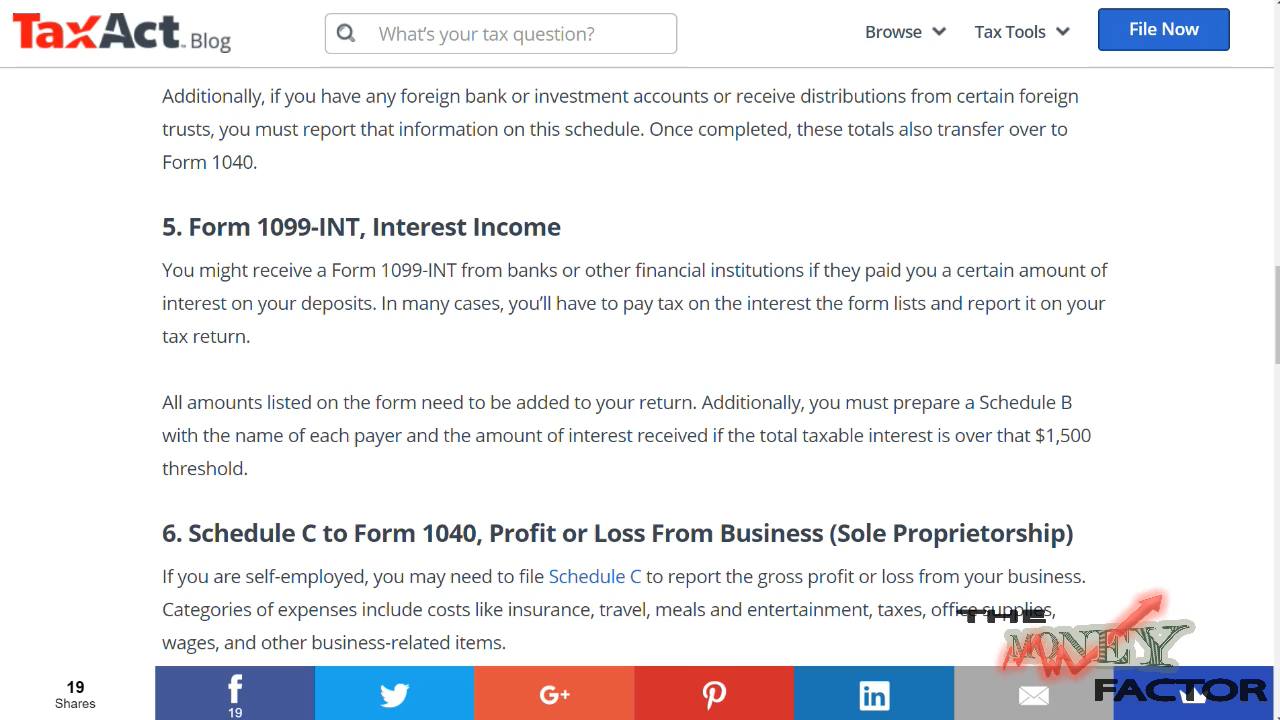 TaxAct Blog
What's your tax question?
Browse
Tax Tools
File Now
Additionally, if you have any foreign bank or investment accounts or receive distributions from certain foreign
trusts, you must report that information on this schedule. Once completed, these totals also transfer over to
Form 1040.
5. Form 1099-INT, Interest Income
You might receive a Form 1099-INT from banks or other financial institutions if they paid you a certain amount of
interest on your deposits. In many cases, you'll have to pay tax on the interest the form lists and report it on your
tax return.
All amounts listed on the form need to be added to your return. Additionally, you must prepare a Schedule B
with the name of each payer and the amount of interest received if the total taxable interest is over that $1,500
threshold.
6. Schedule C to Form 1040, Profit or Loss From Business (Sole Proprietorship)
If you are self-employed, you may need to file Schedule C to report the gross profit or loss from your business.
Categories of expenses include costs like insurance, travel, meals and entertainment, taxes, office supplies,
wages, and other business-related items.
THE
MONEY
FACTOR
19
Shares
f
19
G+
in